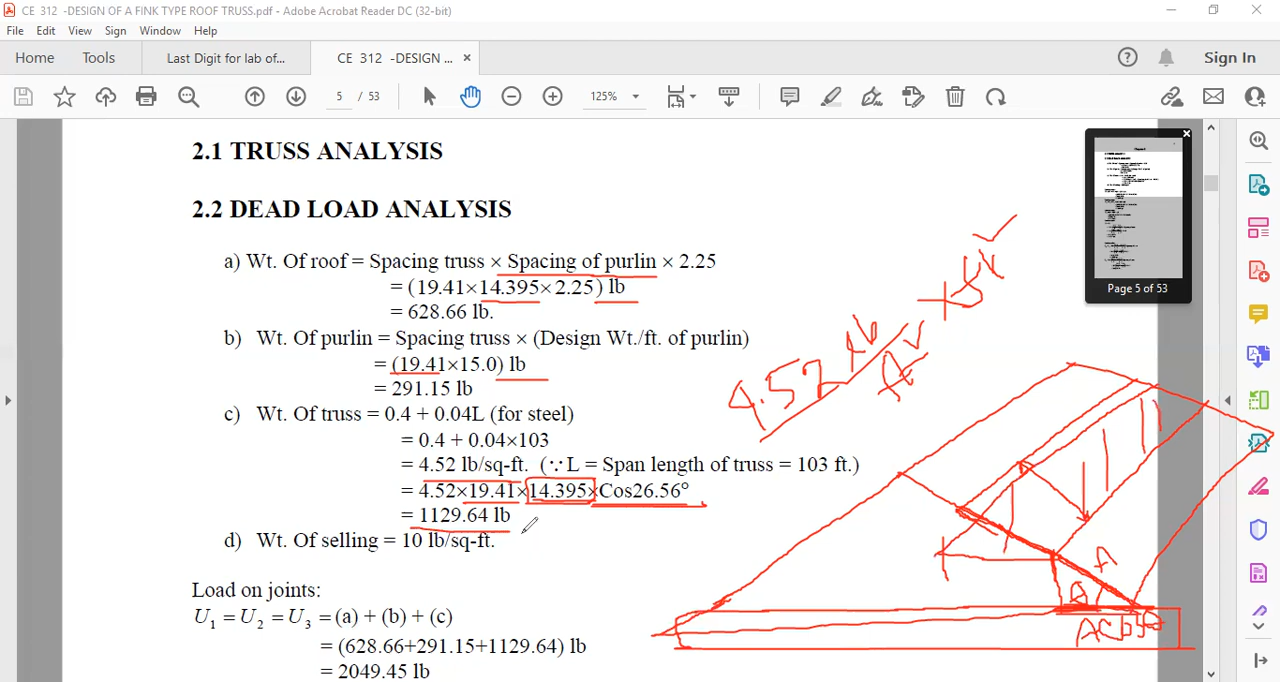 CE 312 -DESIGN OF A FINK TYPE ROOF TRUSS.pdf - Adobe Acrobat Reader DC (32-bit)
File Edit View Sign Window Help
Home Tools Last Digit for lab of... CE 312 -DESIGN ... × Sign In
5 / 53 125%
2.1 TRUSS ANALYSIS
2.2 DEAD LOAD ANALYSIS
a) Wt. Of roof = Spacing truss × Spacing of purlin × 2.25
= (19.41×14.395×2.25) lb
= 628.66 lb.
b) Wt. Of purlin = Spacing truss × (Design Wt./ft. of purlin)
= (19.41×15.0) lb
= 291.15 lb
c) Wt. Of truss = 0.4 + 0.04L (for steel)
= 0.4 + 0.04×103
= 4.52 lb/sq-ft. (∵L = Span length of truss = 103 ft.)
= 4.52×19.41×14.395×Cos26.56°
= 1129.64 lb
d) Wt. Of selling = 10 lb/sq-ft.
Load on joints:
U₁ = U₂ = U₃ = (a) + (b) + (c)
= (628.66+291.15+1129.64) lb
= 2049.45 lb
Page 5 of 53
4.52 lb
A
A